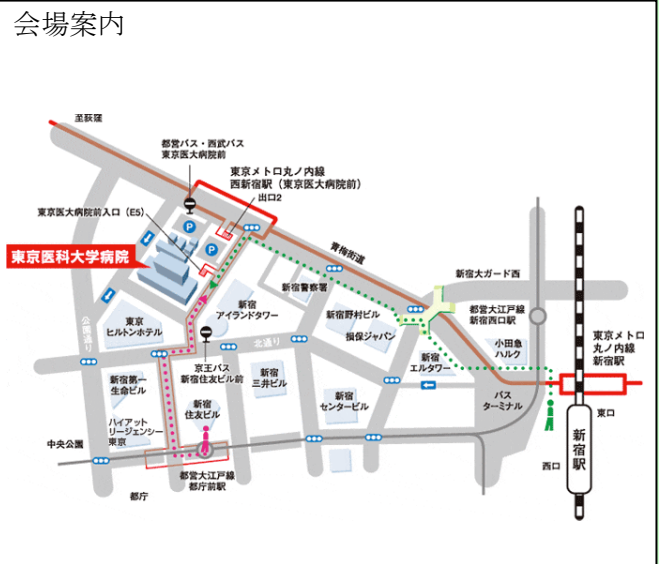 会場案内
至荻窪
都営バス・西武バス
東京医大病院前
東京メトロ丸ノ内線
西新宿駅（東京医大病院前）
出口2
東京医大病院前入口（E5）
P
P
東京医科大学病院
青梅街道
新宿大ガード西
新宿警察署
新宿
アイランドタワー
新宿野村ビル
損保ジャパン
都営大江戸線
新宿西口駅
東京
ヒルトンホテル
公園通り
北通り
小田急
ハルク
東京メトロ
丸ノ内線
新宿駅
京王バス
新宿住友ビル前
新宿
エルタワー
新宿第一
生命ビル
新宿
三井ビル
新宿
住友ビル
新宿
センタービル
バス
ターミナル
東口
ハイアット
リージェンシー
東京
新宿駅
中央公園
西口
都営大江戸線
都庁前駅
都庁